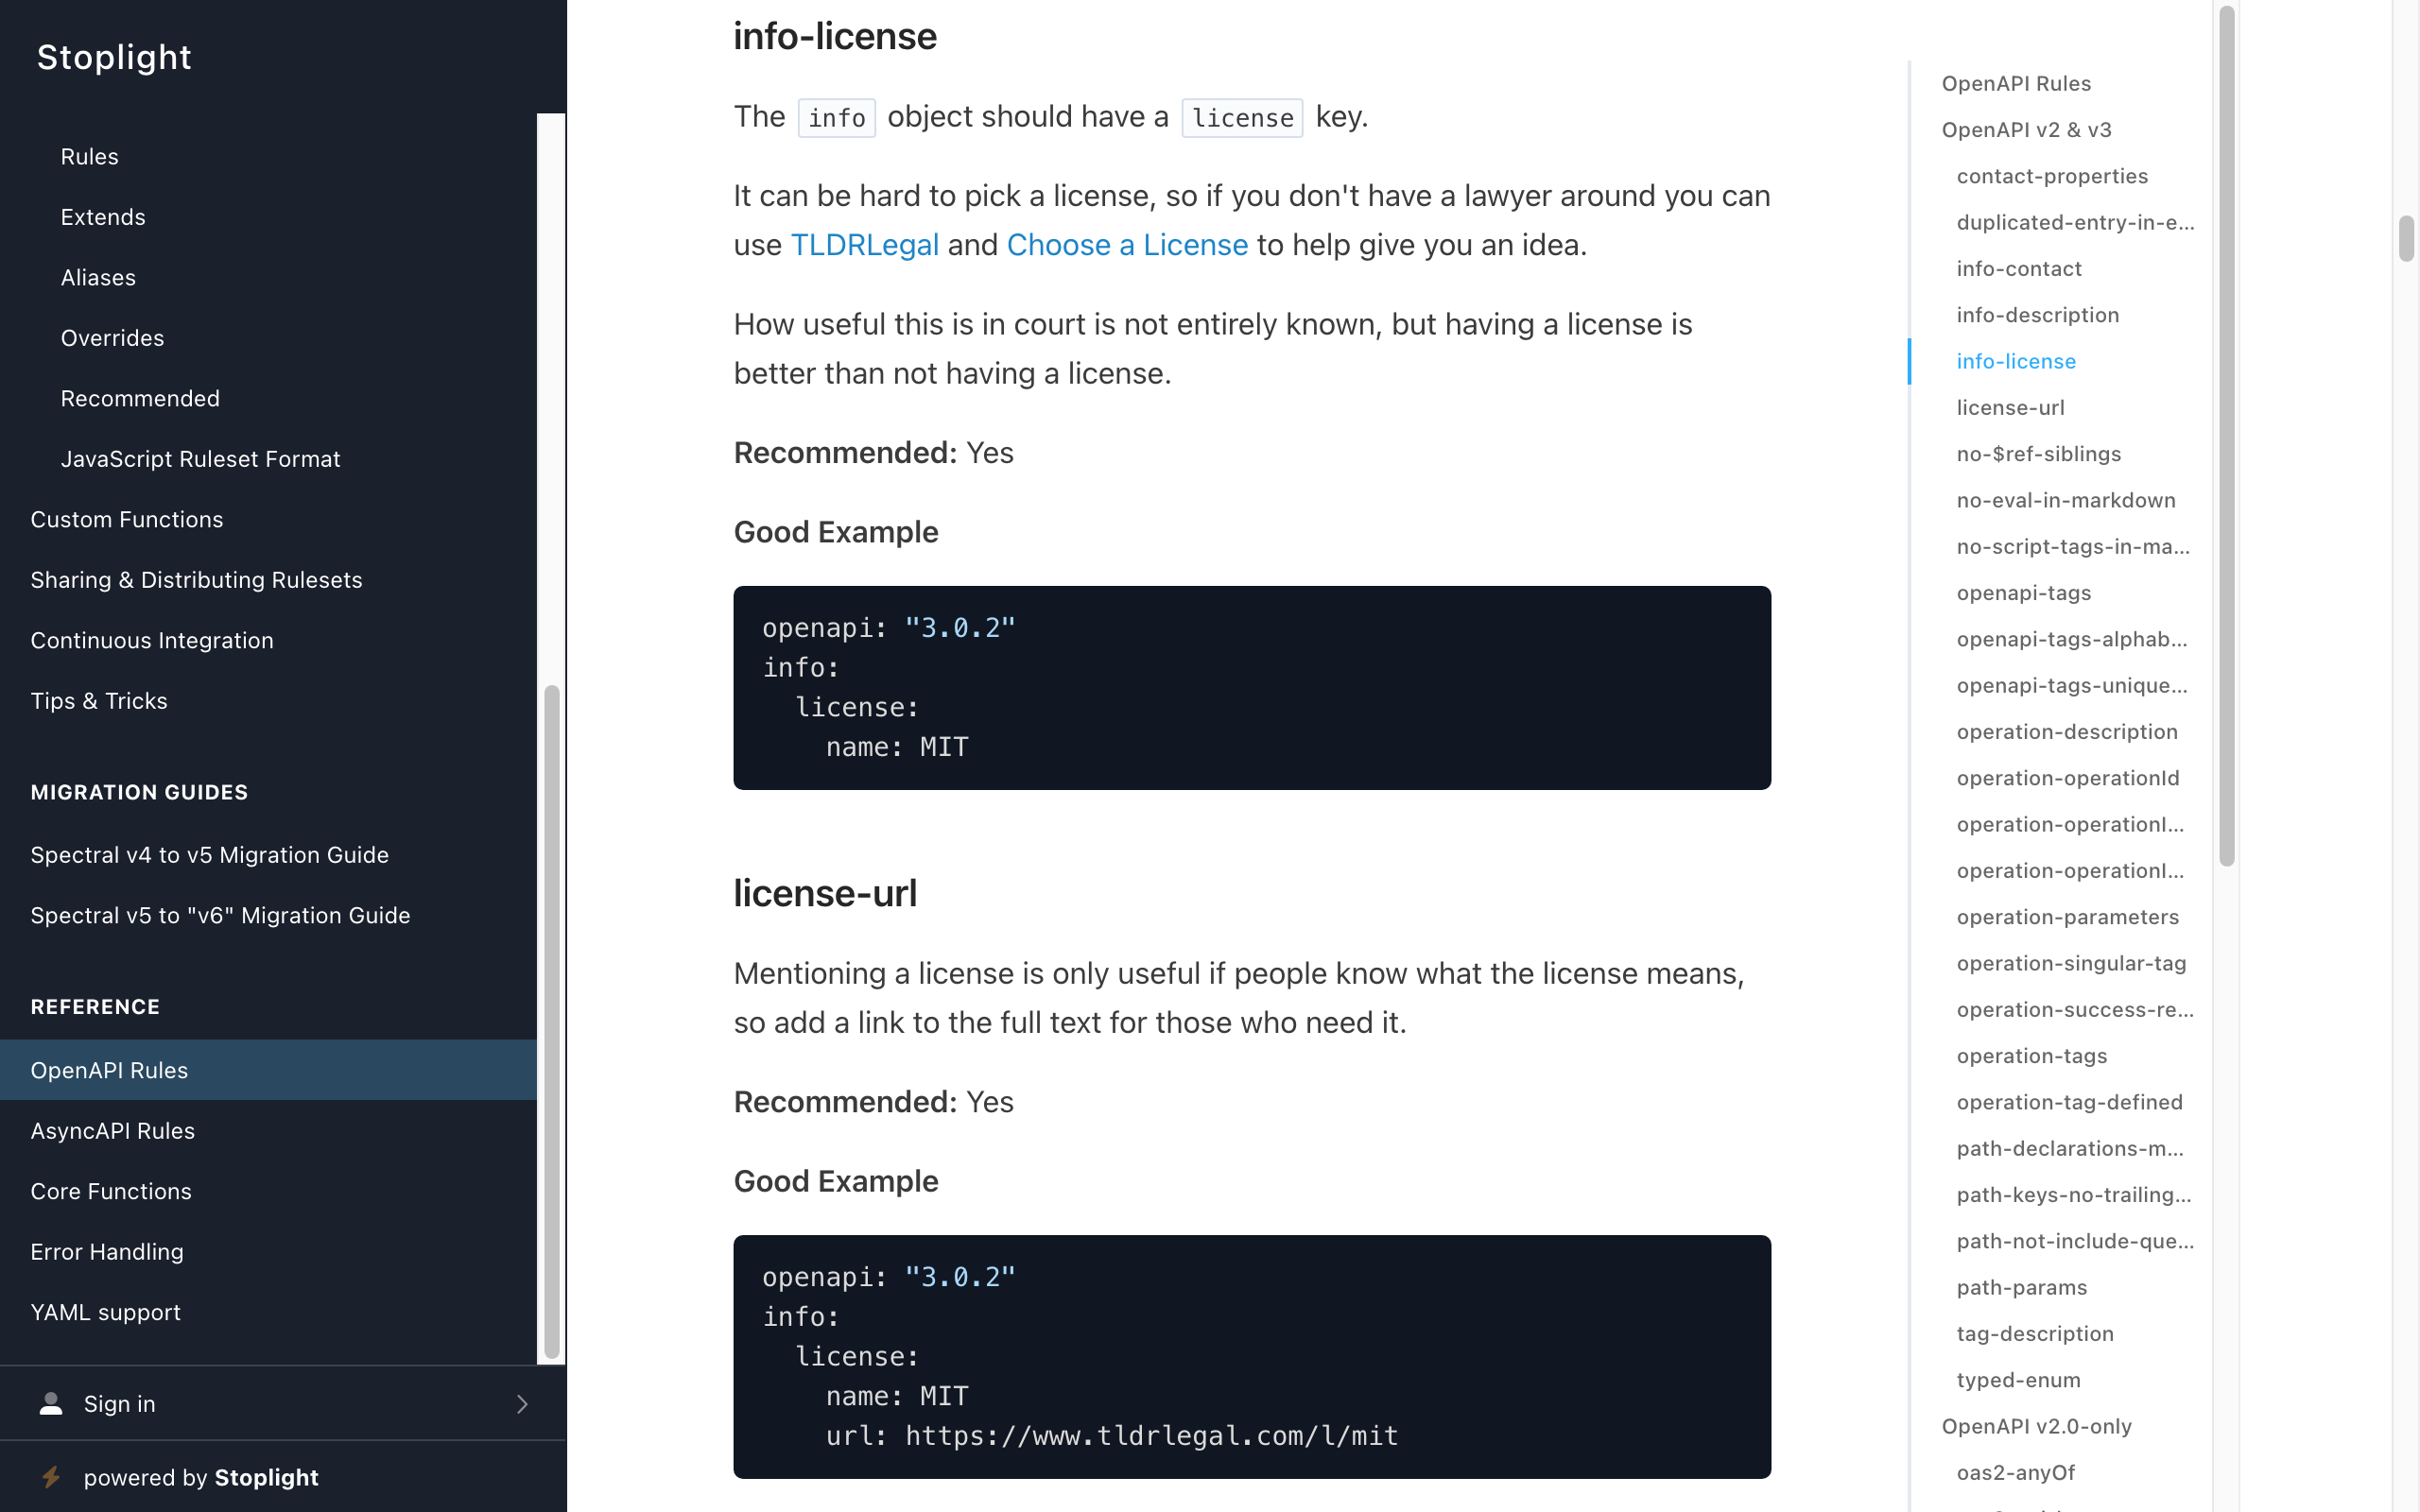 Stoplight
Rules
Extends
Aliases
Overrides
Recommended
JavaScript Ruleset Format
Custom Functions
Sharing & Distributing Rulesets
Continuous Integration
Tips & Tricks
MIGRATION GUIDES
Spectral v4 to v5 Migration Guide
Spectral v5 to "v6" Migration Guide
REFERENCE
OpenAPI Rules
AsyncAPI Rules
Core Functions
Error Handling
YAML support
Sign in
powered by Stoplight
info-license
The info object should have a license key.
It can be hard to pick a license, so if you don't have a lawyer around you can
use TLDRLegal and Choose a License to help give you an idea.
How useful this is in court is not entirely known, but having a license is
better than not having a license.
Recommended: Yes
Good Example
openapi: "3.0.2"
info:
  license:
    name: MIT
license-url
Mentioning a license is only useful if people know what the license means,
so add a link to the full text for those who need it.
Recommended: Yes
Good Example
openapi: "3.0.2"
info:
  license:
    name: MIT
    url: https://www.tldrlegal.com/l/mit
OpenAPI Rules
OpenAPI v2 & v3
contact-properties
duplicated-entry-in-e...
info-contact
info-description
info-license
license-url
no-$ref-siblings
no-eval-in-markdown
no-script-tags-in-ma...
openapi-tags
openapi-tags-alphab...
openapi-tags-unique...
operation-description
operation-operationId
operation-operationI...
operation-operationI...
operation-parameters
operation-singular-tag
operation-success-re...
operation-tags
operation-tag-defined
path-declarations-m...
path-keys-no-trailing...
path-not-include-que...
path-params
tag-description
typed-enum
OpenAPI v2.0-only
oas2-anyOf